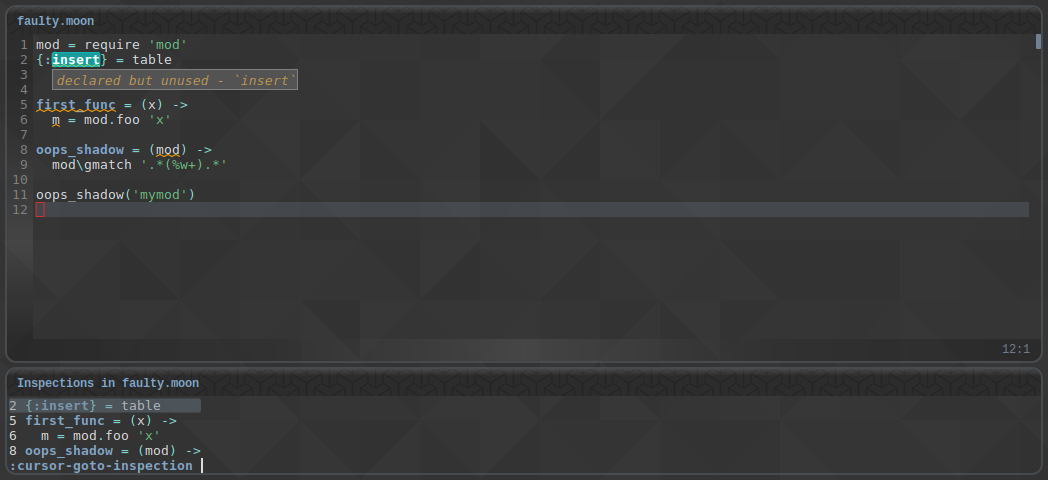 faulty.moon
1 mod = require 'mod'
2 {:insert} = table
3 declared but unused - `insert`
4
5 first_func = (x) ->
6   m = mod.foo 'x'
7
8 oops_shadow = (mod) ->
9   mod\gmatch '.*(%w+).*'
10
11 oops_shadow('mymod')
12
12:1
Inspections in faulty.moon
2 {:insert} = table
5 first_func = (x) ->
6   m = mod.foo 'x'
8 oops_shadow = (mod) ->
:cursor-goto-inspection